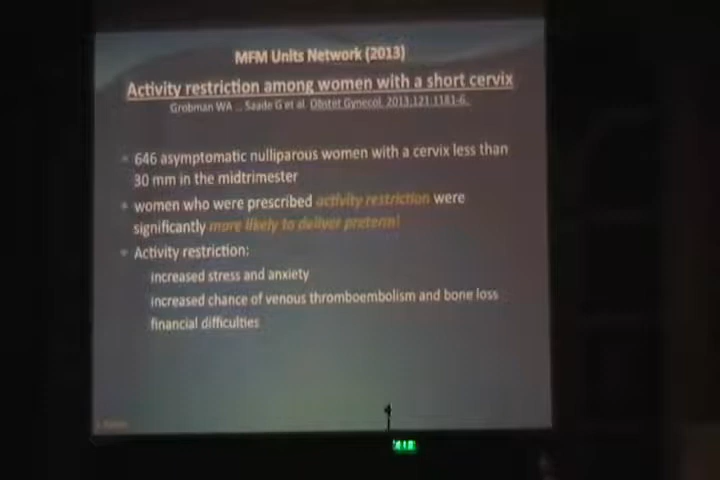 MFM Units Network (2013)
Activity restriction among women with a short cervix
Grobman WA ... Saade G et al. Obstet Gynecol. 2013;121:1181-6.
646 asymptomatic nulliparous women with a cervix less than
30 mm in the midtrimester
women who were prescribed activity restriction were
significantly more likely to deliver preterm!
Activity restriction:
increased stress and anxiety
increased chance of venous thromboembolism and bone loss
financial difficulties